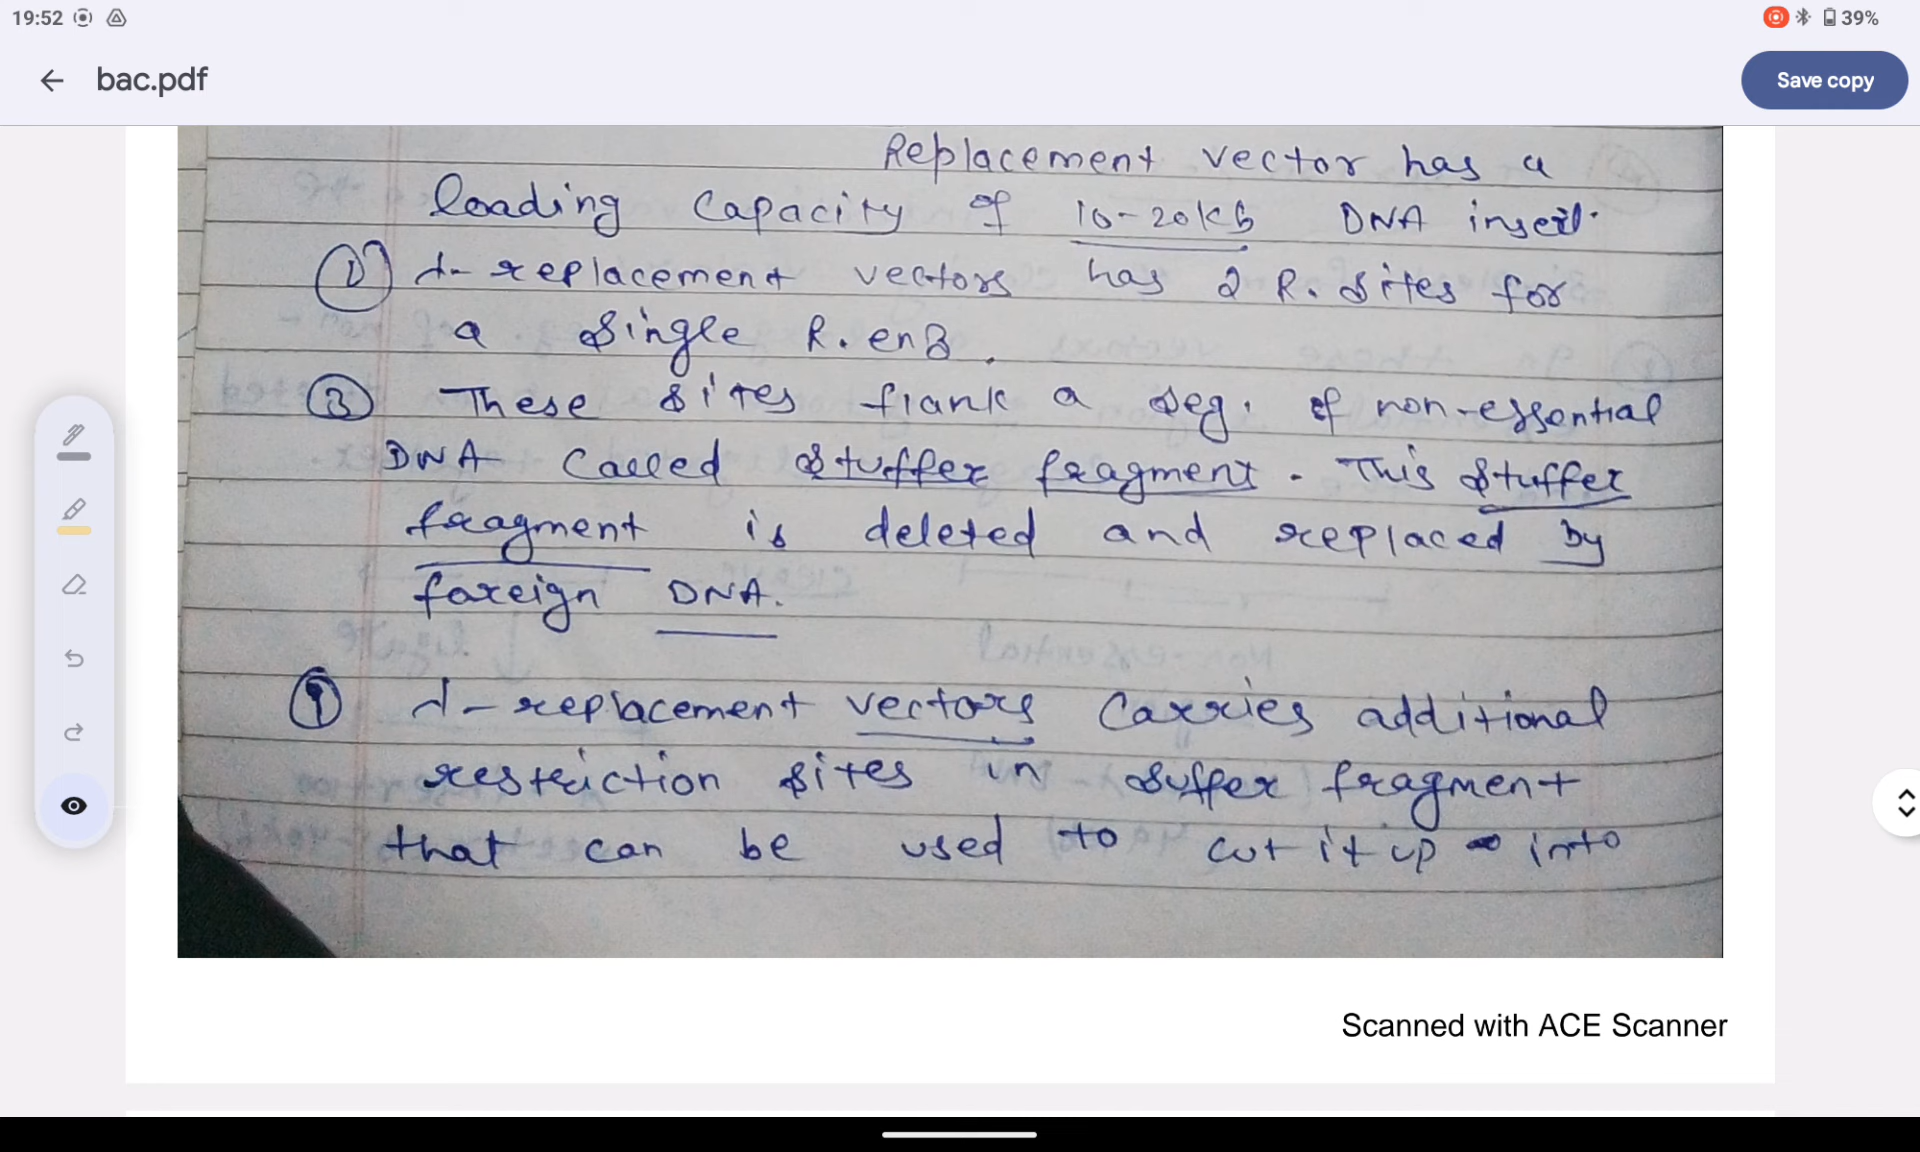 19:52
39%
bac.pdf
Save copy
Replacement vector has a
loading capacity of 10-20kb DNA insert.
② λ-replacement vectors has 2 R. sites for
a single R. enz.
③ These sites flank a seg. of non-essential
DNA called stuffer fragment. This stuffer
fragment is deleted and replaced by
foreign DNA.
④ λ-replacement vectors carries additional
restriction sites in suffer fragment
that can be used to cut it up into
Scanned with ACE Scanner